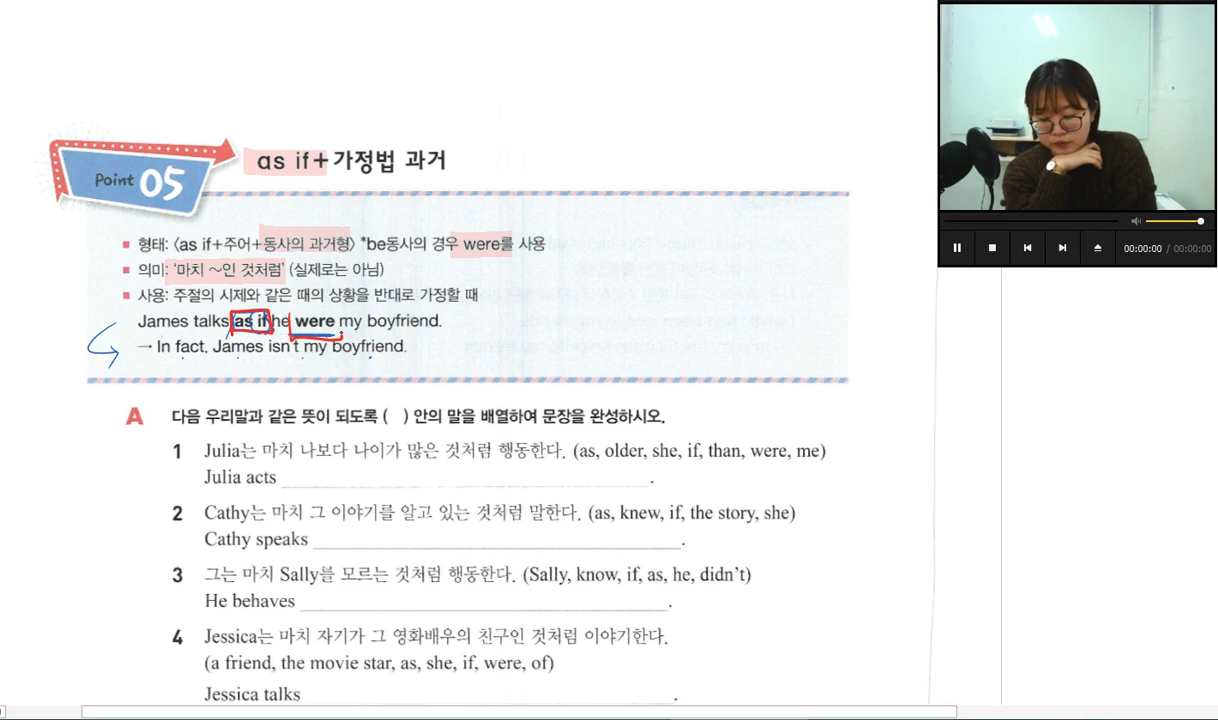 Point 05
as if+가정법 과거
형태: 〈as if+주어+동사의 과거형〉 *be동사의 경우 were를 사용
의미: '마치 ~인 것처럼' (실제로는 아님)
사용: 주절의 시제와 같은 때의 상황을 반대로 가정할 때
James talks as if he were my boyfriend.
→ In fact, James isn't my boyfriend.
A 다음 우리말과 같은 뜻이 되도록 ( ) 안의 말을 배열하여 문장을 완성하시오.
1 Julia는 마치 나보다 나이가 많은 것처럼 행동한다. (as, older, she, if, than, were, me)
Julia acts .
2 Cathy는 마치 그 이야기를 알고 있는 것처럼 말한다. (as, knew, if, the story, she)
Cathy speaks .
3 그는 마치 Sally를 모르는 것처럼 행동한다. (Sally, know, if, as, he, didn't)
He behaves .
4 Jessica는 마치 자기가 그 영화배우의 친구인 것처럼 이야기한다.
(a friend, the movie star, as, she, if, were, of)
Jessica talks .
00:00:00 / 00:00:00